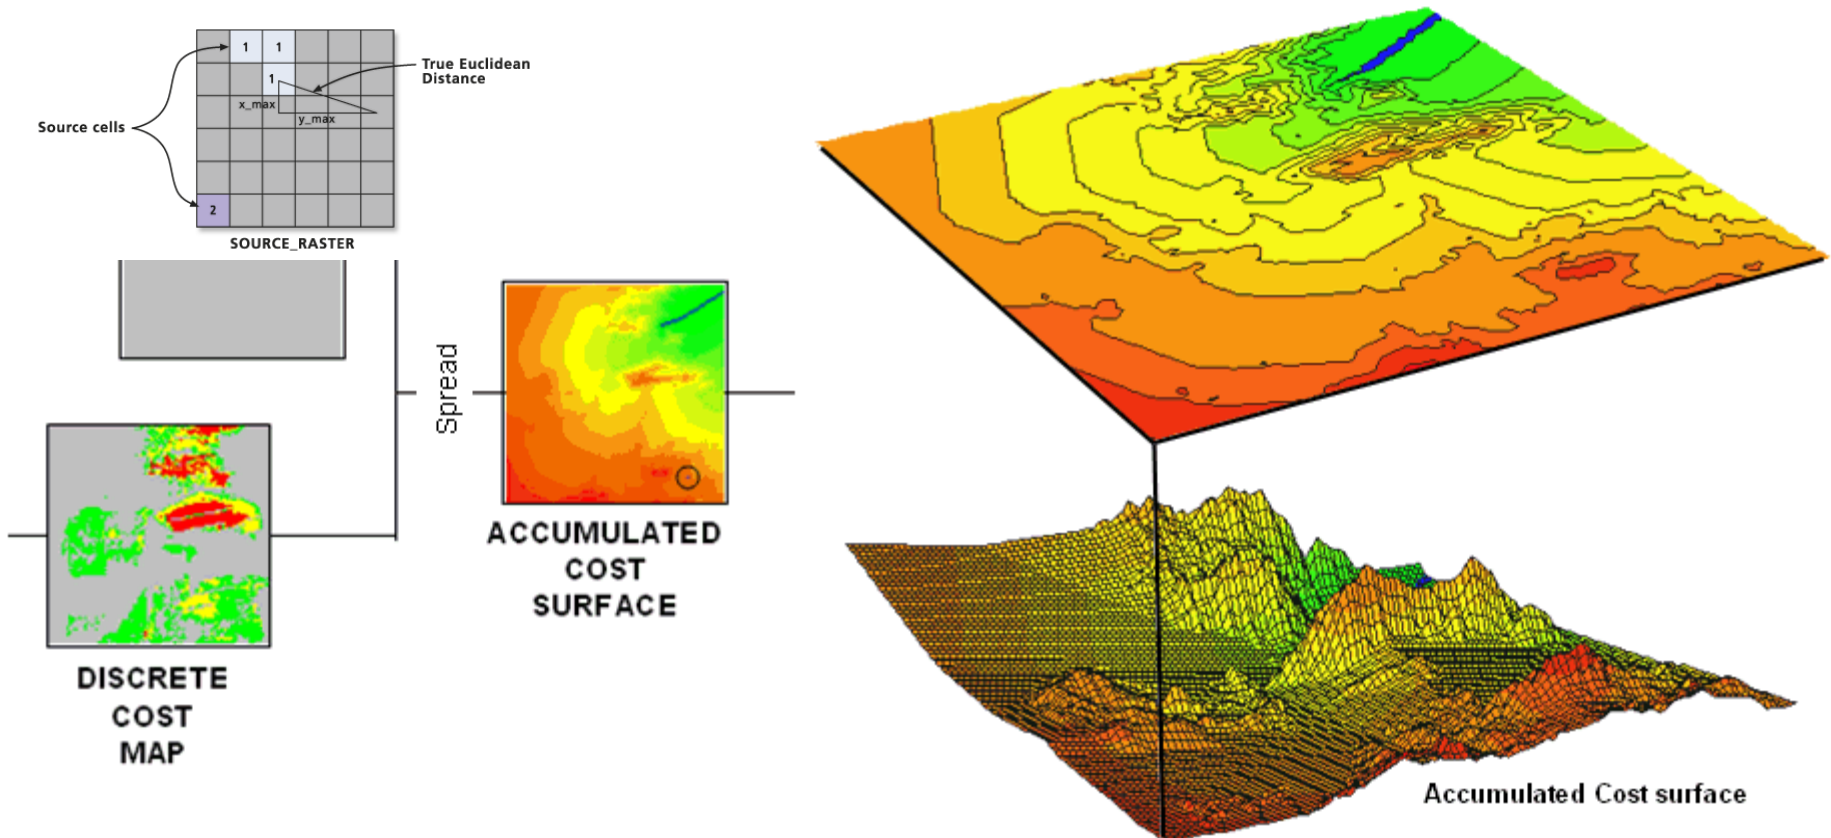 1 1
1
True Euclidean
Distance
x_max
y_max
Source cells
2
SOURCE_RASTER
Spread
ACCUMULATED
COST
SURFACE
DISCRETE
COST
MAP
Accumulated Cost surface